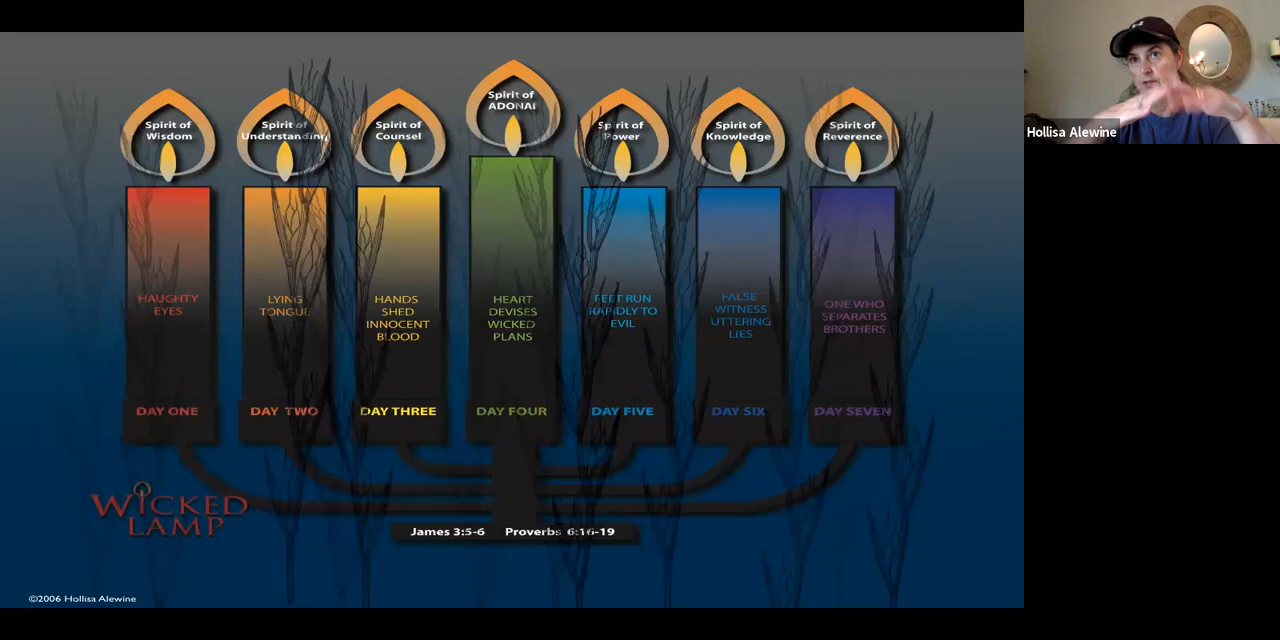 Spirit of
Wisdom
Spirit of
Understanding
Spirit of
Counsel
Spirit of
ADONAI
Spirit of
Power
Spirit of
Knowledge
Spirit of
Reverence
HAUGHTY
EYES
LYING
TONGUE
HANDS
SHED
INNOCENT
BLOOD
HEART
DEVISES
WICKED
PLANS
FEET RUN
RAPIDLY TO
EVIL
FALSE
WITNESS
UTTERING
LIES
ONE WHO
SEPARATES
BROTHERS
DAY ONE
DAY TWO
DAY THREE
DAY FOUR
DAY FIVE
DAY SIX
DAY SEVEN
WICKED
LAMP
James 3:5-6 Proverbs 6:16-19
©2006 Hollisa Alewine
Hollisa Alewine